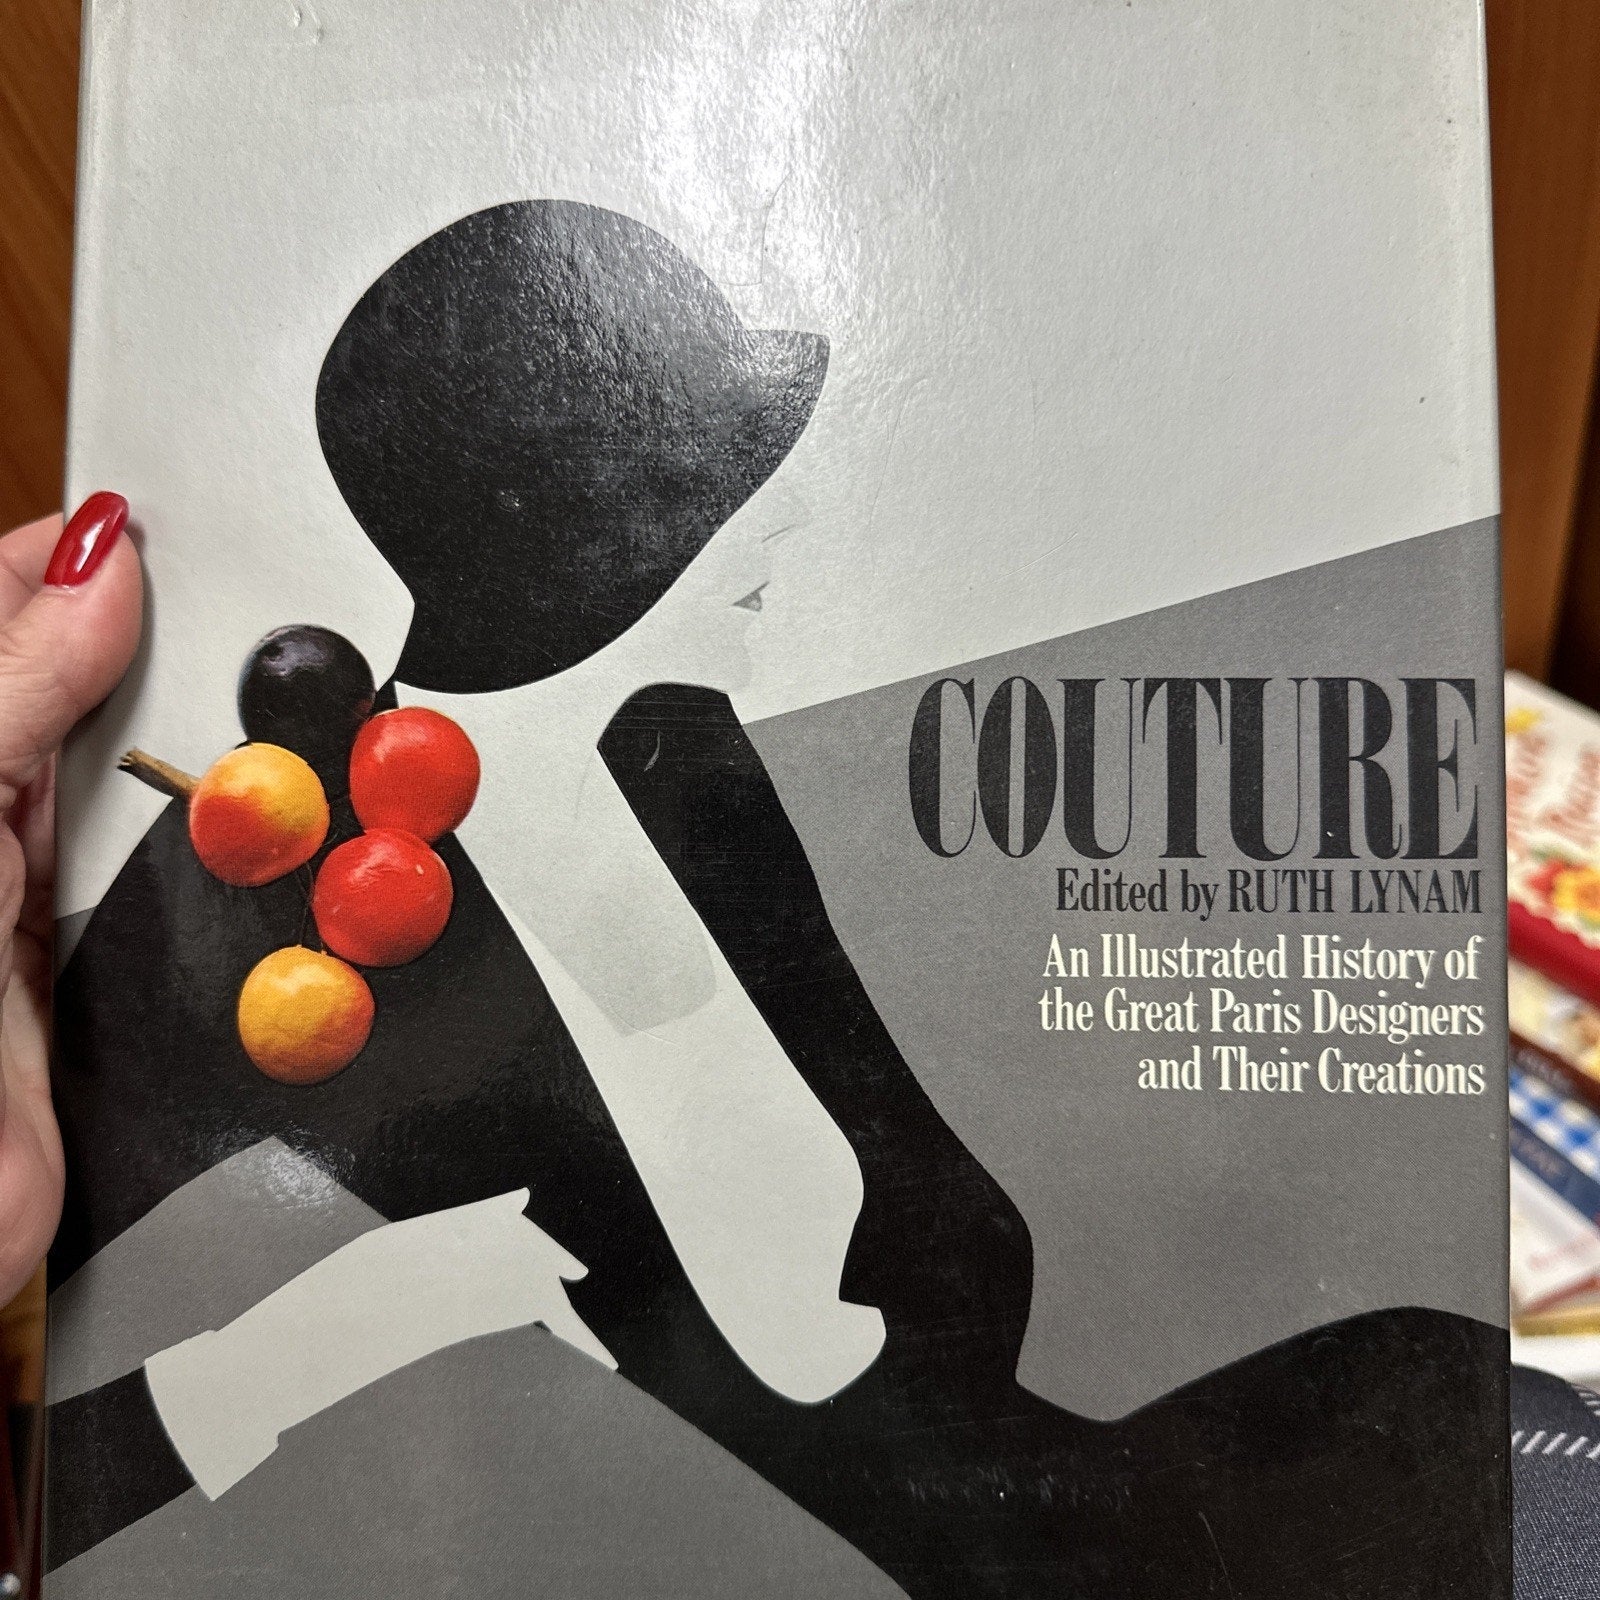 COUTURE
Edited by RUTH LYNAM
An Illustrated History of
the Great Paris Designers
and Their Creations